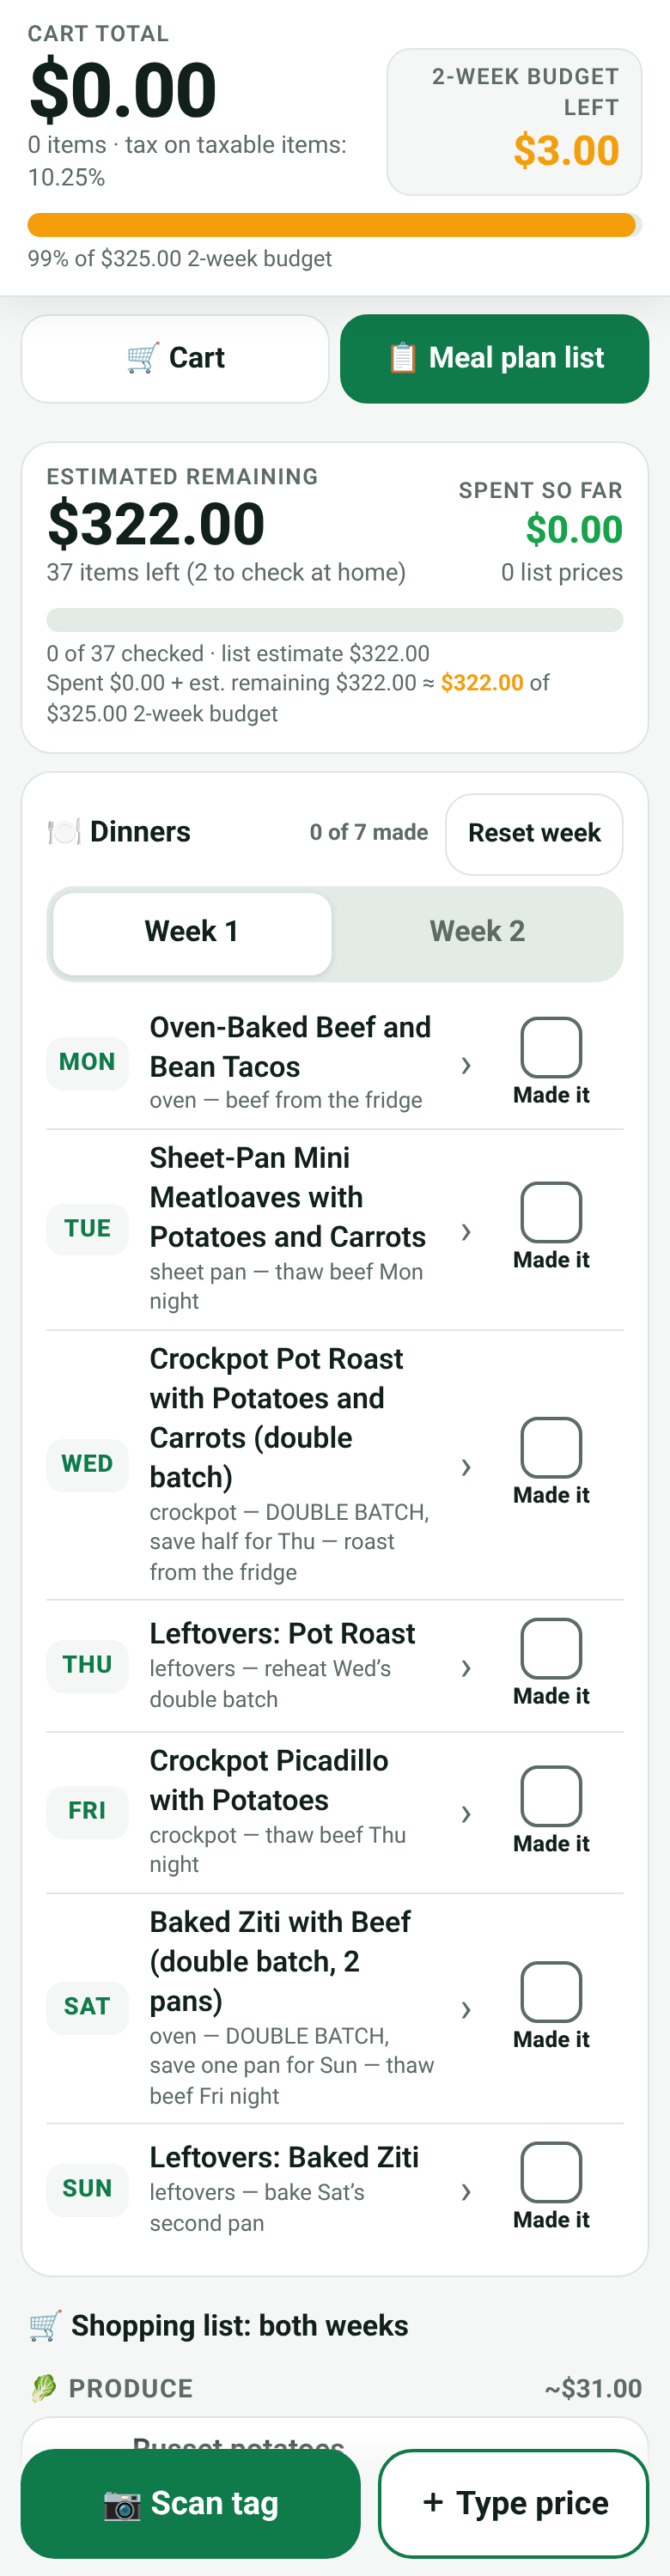 CART TOTAL
$0.00
0 items · tax on taxable items:
10.25%
2-WEEK BUDGET
LEFT
$3.00
99% of $325.00 2-week budget
🛒 Cart
📋 Meal plan list
ESTIMATED REMAINING
$322.00
37 items left (2 to check at home)
SPENT SO FAR
$0.00
0 list prices
0 of 37 checked · list estimate $322.00
Spent $0.00 + est. remaining $322.00 ≈ $322.00 of
$325.00 2-week budget
🍽️ Dinners
0 of 7 made
Reset week
Week 1
Week 2
MON
Oven-Baked Beef and
Bean Tacos
oven — beef from the fridge
›
Made it
TUE
Sheet-Pan Mini
Meatloaves with
Potatoes and Carrots
sheet pan — thaw beef Mon
night
›
Made it
WED
Crockpot Pot Roast
with Potatoes and
Carrots (double
batch)
crockpot — DOUBLE BATCH,
save half for Thu — roast
from the fridge
›
Made it
THU
Leftovers: Pot Roast
leftovers — reheat Wed’s
double batch
›
Made it
FRI
Crockpot Picadillo
with Potatoes
crockpot — thaw beef Thu
night
›
Made it
SAT
Baked Ziti with Beef
(double batch, 2
pans)
oven — DOUBLE BATCH,
save one pan for Sun — thaw
beef Fri night
›
Made it
SUN
Leftovers: Baked Ziti
leftovers — bake Sat’s
second pan
›
Made it
🛒 Shopping list: both weeks
🥬 PRODUCE
~$31.00
Russet potatoes
📷 Scan tag
+ Type price